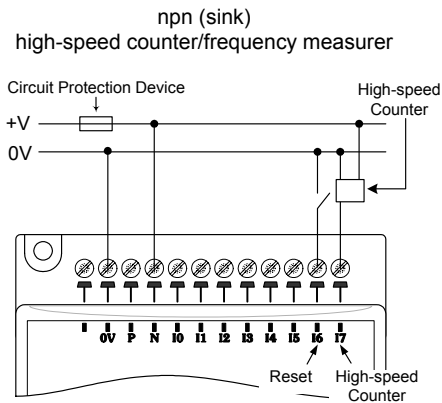 npn (sink)
high-speed counter/frequency measurer
Circuit Protection Device
High-speed
Counter
+V
0V
0V P N I0 I1 I2 I3 I4 I5 I6 I7
Reset
High-speed
Counter